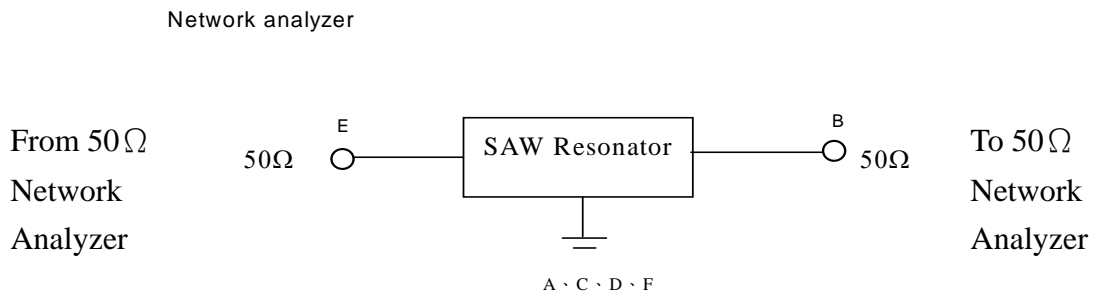 Network analyzer
From 50Ω
Network
Analyzer
50Ω
E
SAW Resonator
B
50Ω
To 50Ω
Network
Analyzer
A、C、D、F